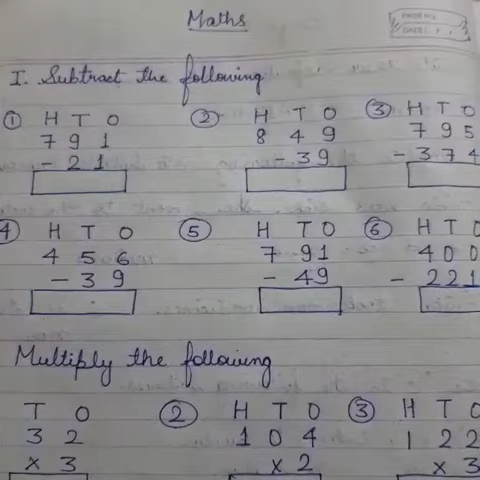 Maths
PAGE NO.
DATE:
I. Subtract the following
① H T O ② H T O ③ H T O
7 9 1 8 4 9 7 9 5
- 2 1 - 3 9 - 3 7 4
4 H T O ⑤ H T O ⑥ H T O
4 5 6 7 9 1 4 0 0
- 3 9 - 4 9 - 2 2 1
Multiply the following
T O ② H T O ③ H T O
3 2 1 0 4 1 2 2
x 3 x 2 x 3